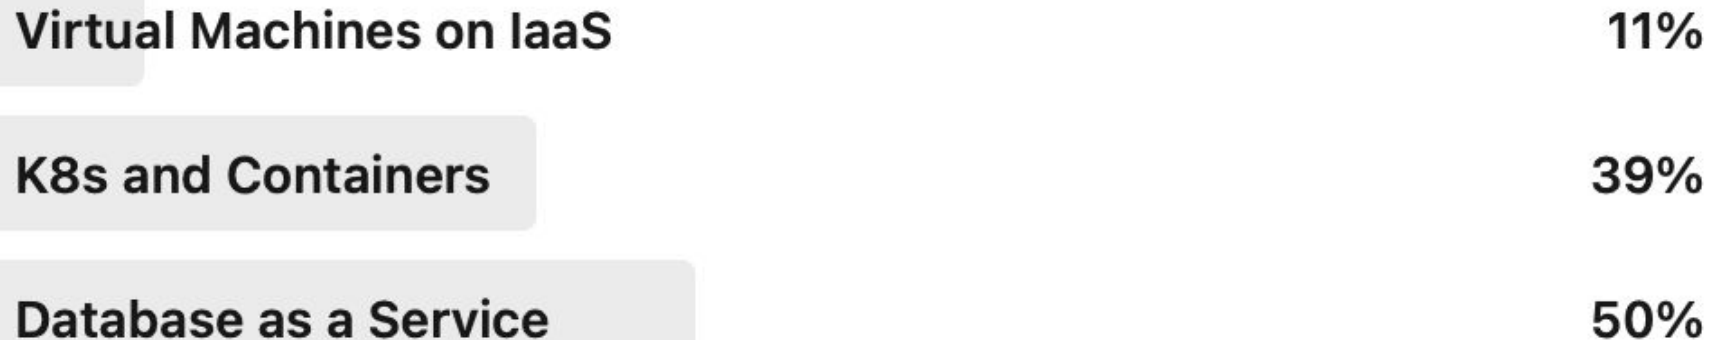 Virtual Machines on IaaS 11%
K8s and Containers 39%
Database as a Service 50%